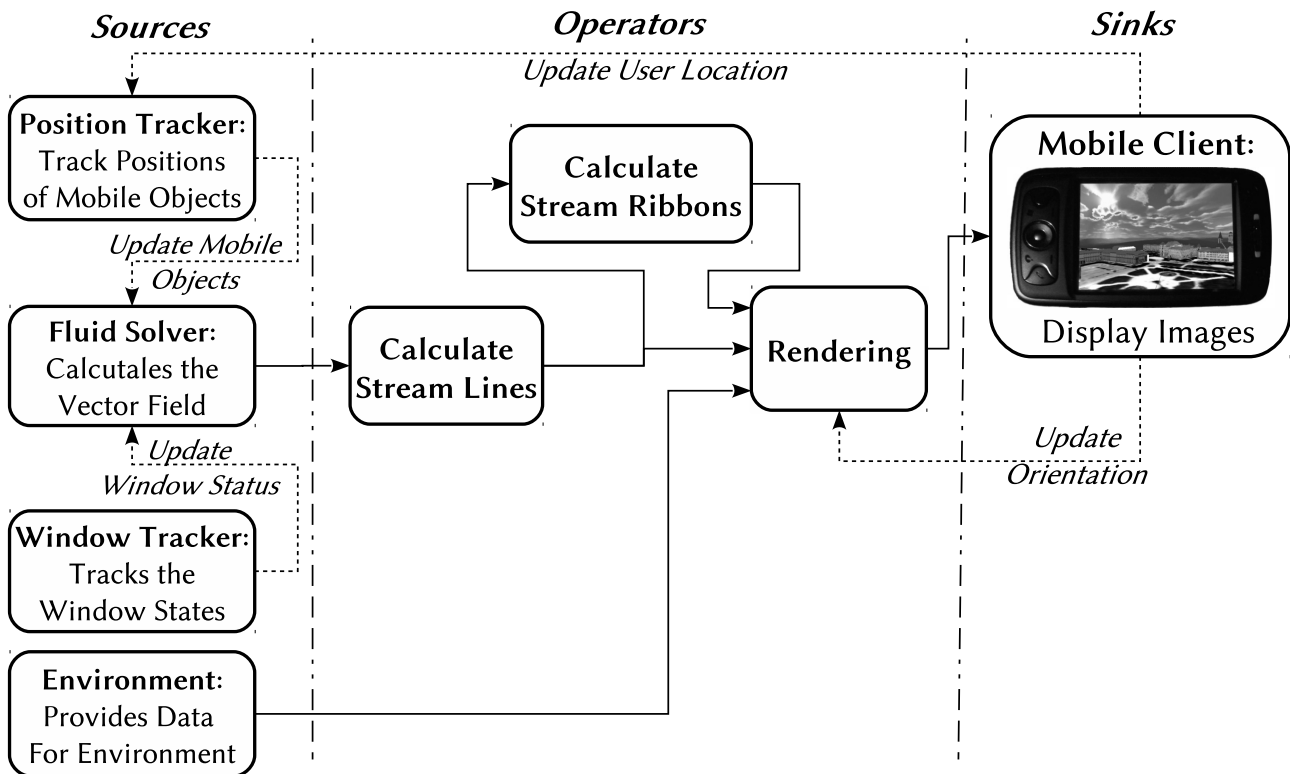 Sources
Operators
Sinks
Update User Location
Position Tracker:
Track Positions
of Mobile Objects
Update Mobile
Objects
Fluid Solver:
Calcutales the
Vector Field
Update
Window Status
Window Tracker:
Tracks the
Window States
Environment:
Provides Data
For Environment
Calculate
Stream Lines
Calculate
Stream Ribbons
Rendering
Mobile Client:
Display Images
Update
Orientation